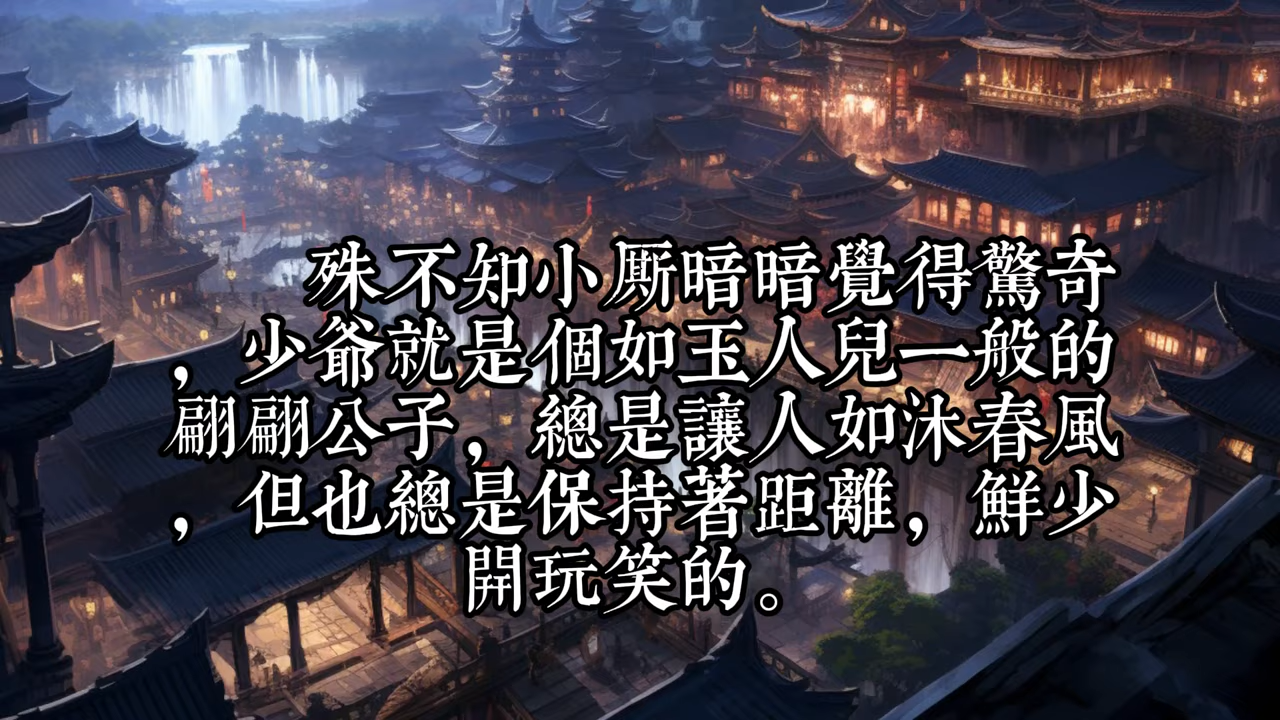 殊不知小厮暗暗覺得驚奇
，少爺就是個如玉人兒一般的
翩翩公子，總是讓人如沐春風
，但也總是保持著距離，鮮少
開玩笑的。